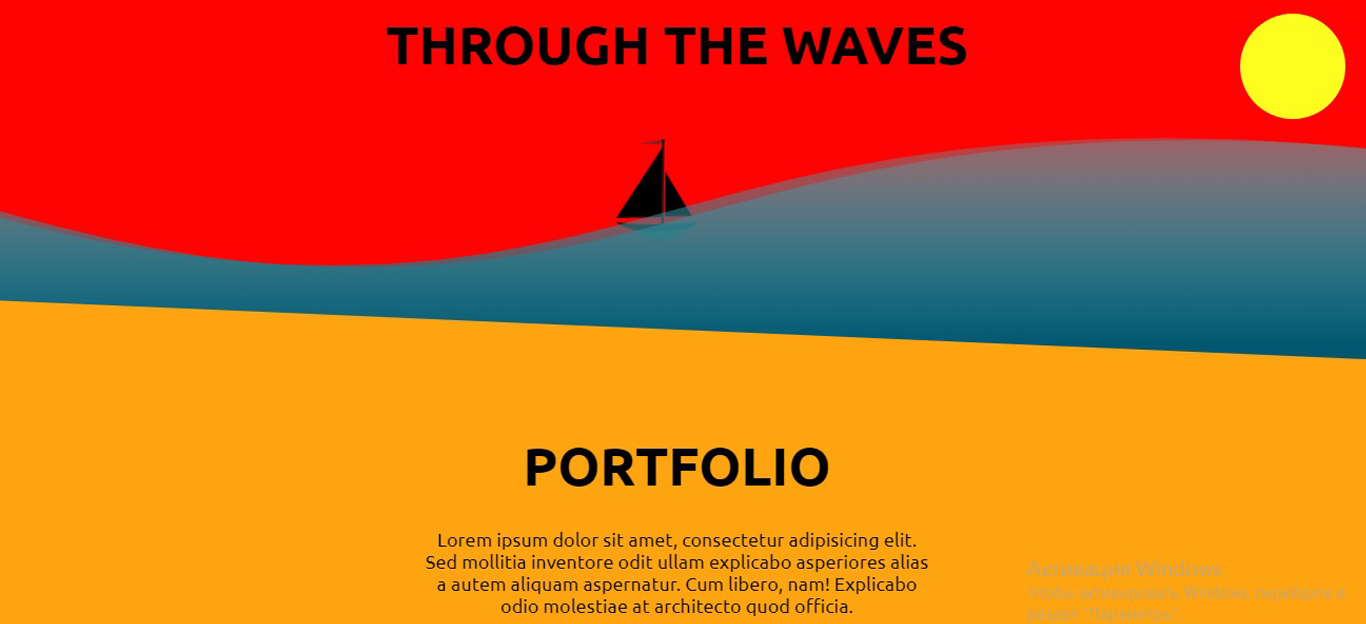 THROUGH THE WAVES
PORTFOLIO
Lorem ipsum dolor sit amet, consectetur adipisicing elit.
Sed mollitia inventore odit ullam explicabo asperiores alias
a autem aliquam aspernatur. Cum libero, nam! Explicabo
odio molestiae at architecto quod officia.
Активация Windows
Чтобы активировать Windows, перейдите в
раздел "Параметры".